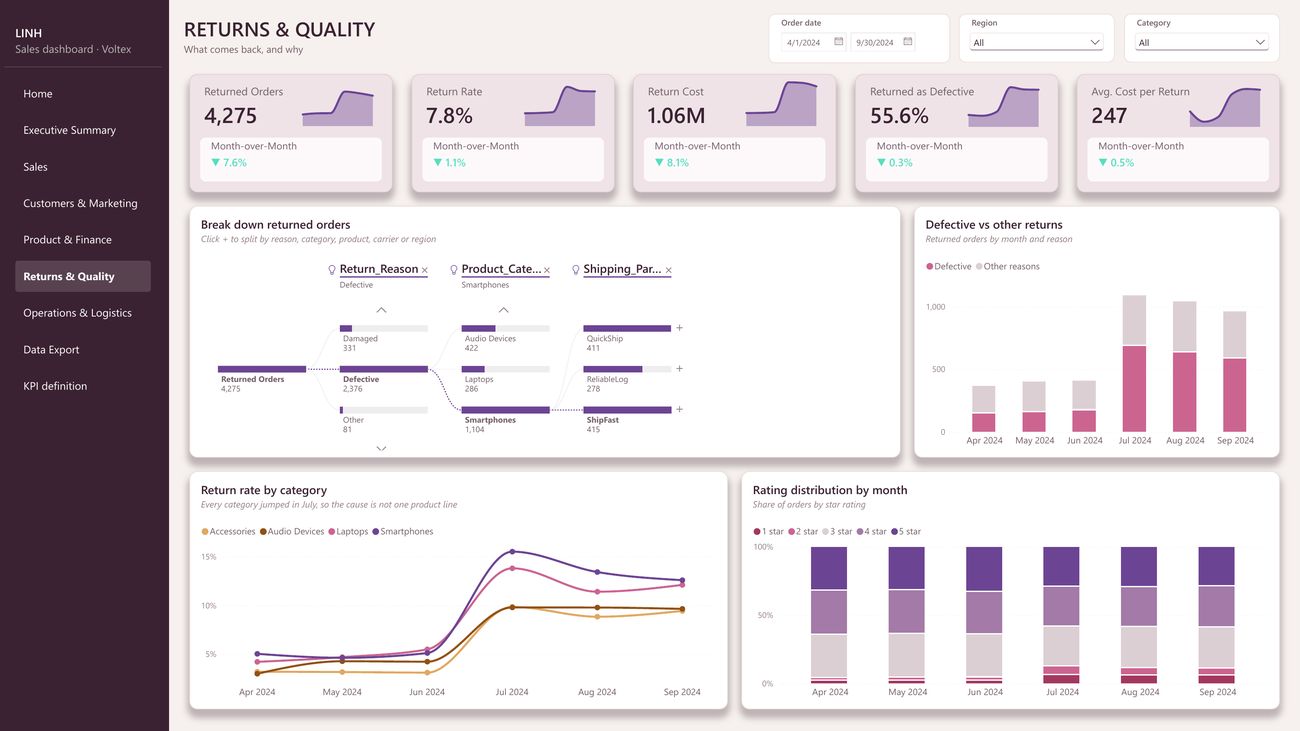 LINH
Sales dashboard · Voltex
Home
Executive Summary
Sales
Customers & Marketing
Product & Finance
Returns & Quality
Operations & Logistics
Data Export
KPI definition
RETURNS & QUALITY
What comes back, and why
Order date
4/1/2024 9/30/2024
Region
All
Category
All
Returned Orders
4,275
Month-over-Month
▼ 7.6%
Return Rate
7.8%
Month-over-Month
▼ 1.1%
Return Cost
1.06M
Month-over-Month
▼ 8.1%
Returned as Defective
55.6%
Month-over-Month
▼ 0.3%
Avg. Cost per Return
247
Month-over-Month
▼ 0.5%
Break down returned orders
Click + to split by reason, category, product, carrier or region
Return_Reason ×
Defective
Product_Cate... ×
Smartphones
Shipping_Par... ×
Returned Orders
4,275
Damaged
331
Defective
2,376
Other
81
Audio Devices
422
Laptops
286
Smartphones
1,104
QuickShip
411
+
ReliableLog
278
+
ShipFast
415
+
Defective vs other returns
Returned orders by month and reason
Defective Other reasons
1,000
500
0
Apr 2024 May 2024 Jun 2024 Jul 2024 Aug 2024 Sep 2024
Return rate by category
Every category jumped in July, so the cause is not one product line
Accessories Audio Devices Laptops Smartphones
15%
10%
5%
Apr 2024 May 2024 Jun 2024 Jul 2024 Aug 2024 Sep 2024
Rating distribution by month
Share of orders by star rating
1 star 2 star 3 star 4 star 5 star
100%
50%
0%
Apr 2024 May 2024 Jun 2024 Jul 2024 Aug 2024 Sep 2024